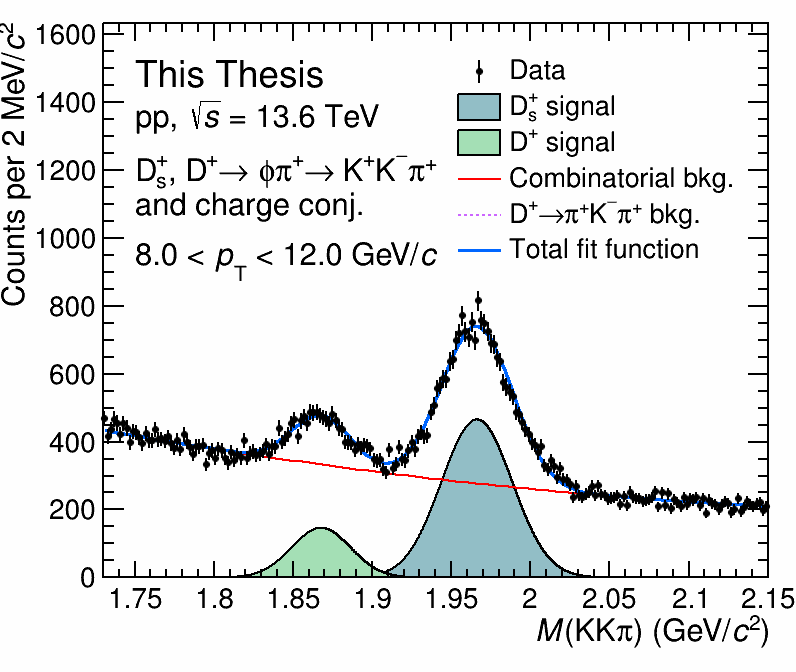 Counts per 2 MeV/c²
1600
1400
1200
1000
800
600
400
200
0
This Thesis
pp, √s = 13.6 TeV
Dₛ⁺, D⁺→ ϕπ⁺→ K⁺K⁻π⁺
and charge conj.
8.0 < p_T < 12.0 GeV/c
Data
Dₛ⁺ signal
D⁺ signal
Combinatorial bkg.
D⁺→π⁺K⁻π⁺ bkg.
Total fit function
1.75 1.8 1.85 1.9 1.95 2 2.05 2.1 2.15
M(KKπ) (GeV/c²)